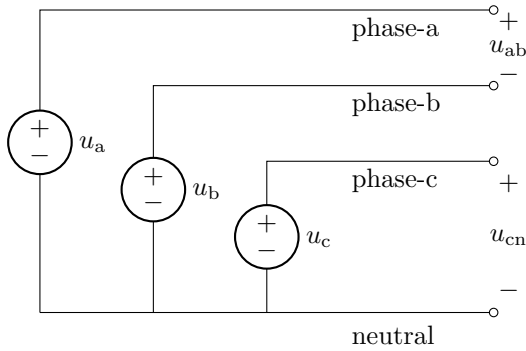 phase-a
+
u_ab
−
phase-b
+
−
u_a
+
−
u_b
phase-c
+
−
u_c
+
u_cn
−
neutral